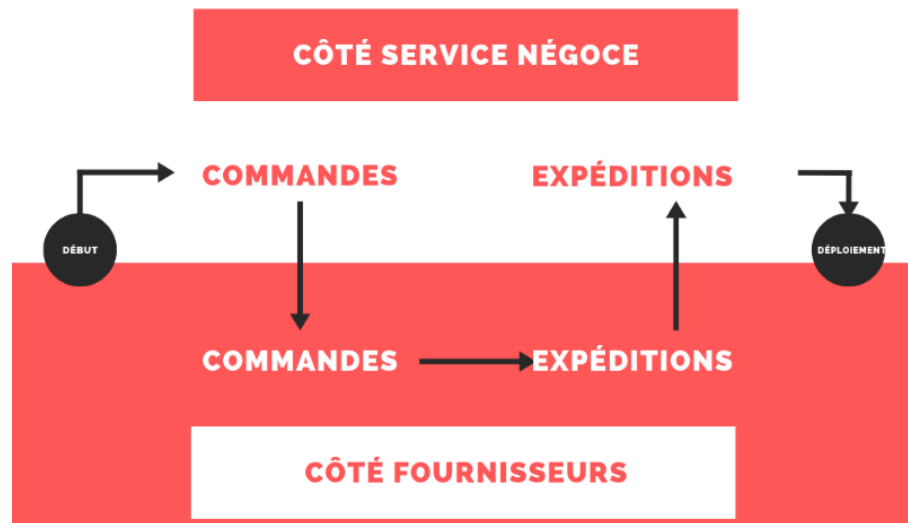 CÔTÉ SERVICE NÉGOCE
COMMANDES
EXPÉDITIONS
DÉBUT
DÉPLOIEMENT
COMMANDES
EXPÉDITIONS
CÔTÉ FOURNISSEURS